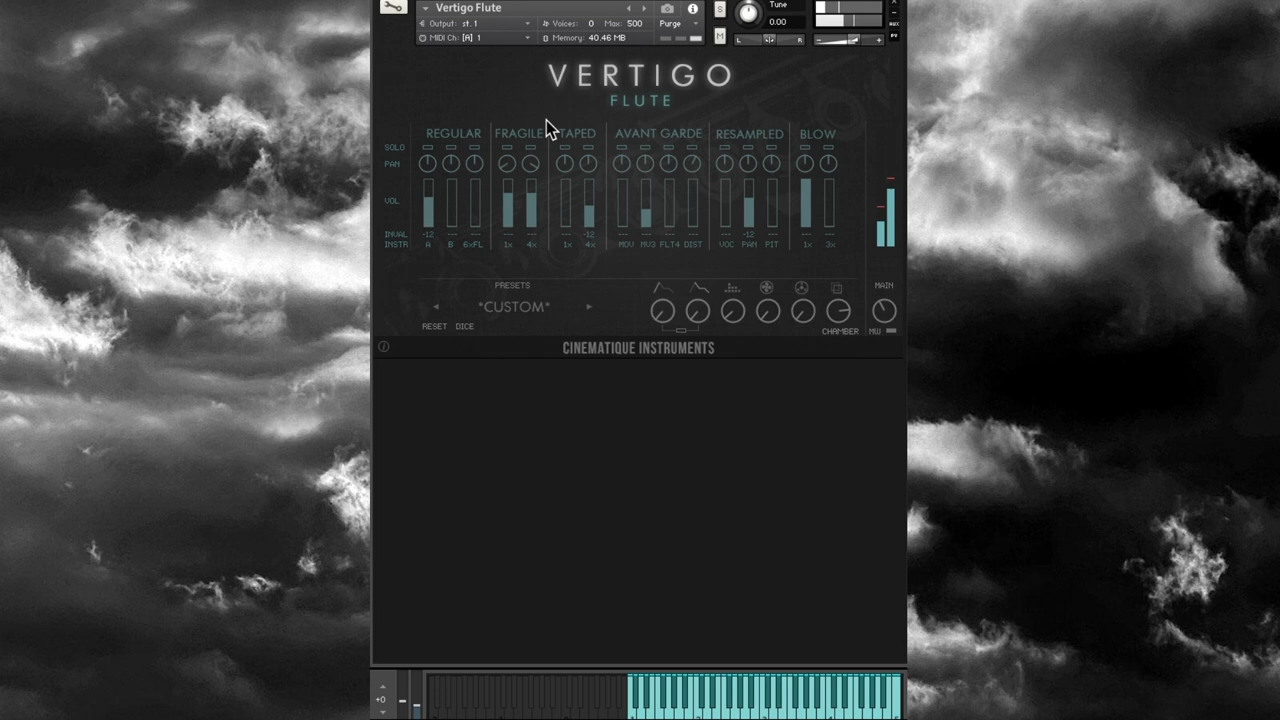 Vertigo Flute
S
Tune
Output: st.1 Voices: 0 Max: 500 Purge
0.00
MIDI Ch: [A] 1 Memory: 40.46 MB
M
L R - +
VERTIGO
FLUTE
REGULAR FRAGILE TAPED AVANT GARDE RESAMPLED BLOW
SOLO
PAN
VOL
INVAL -12 --- --- --- --- --- -12 --- --- --- --- --- -12 --- --- ---
INSTR A B 6xFL 1x 4x 1x 4x MOV MV3 FLT4 DIST VOC PAN PIT 1x 3x
PRESETS MAIN
*CUSTOM*
RESET DICE CHAMBER MW
CINEMATIQUE INSTRUMENTS
+0